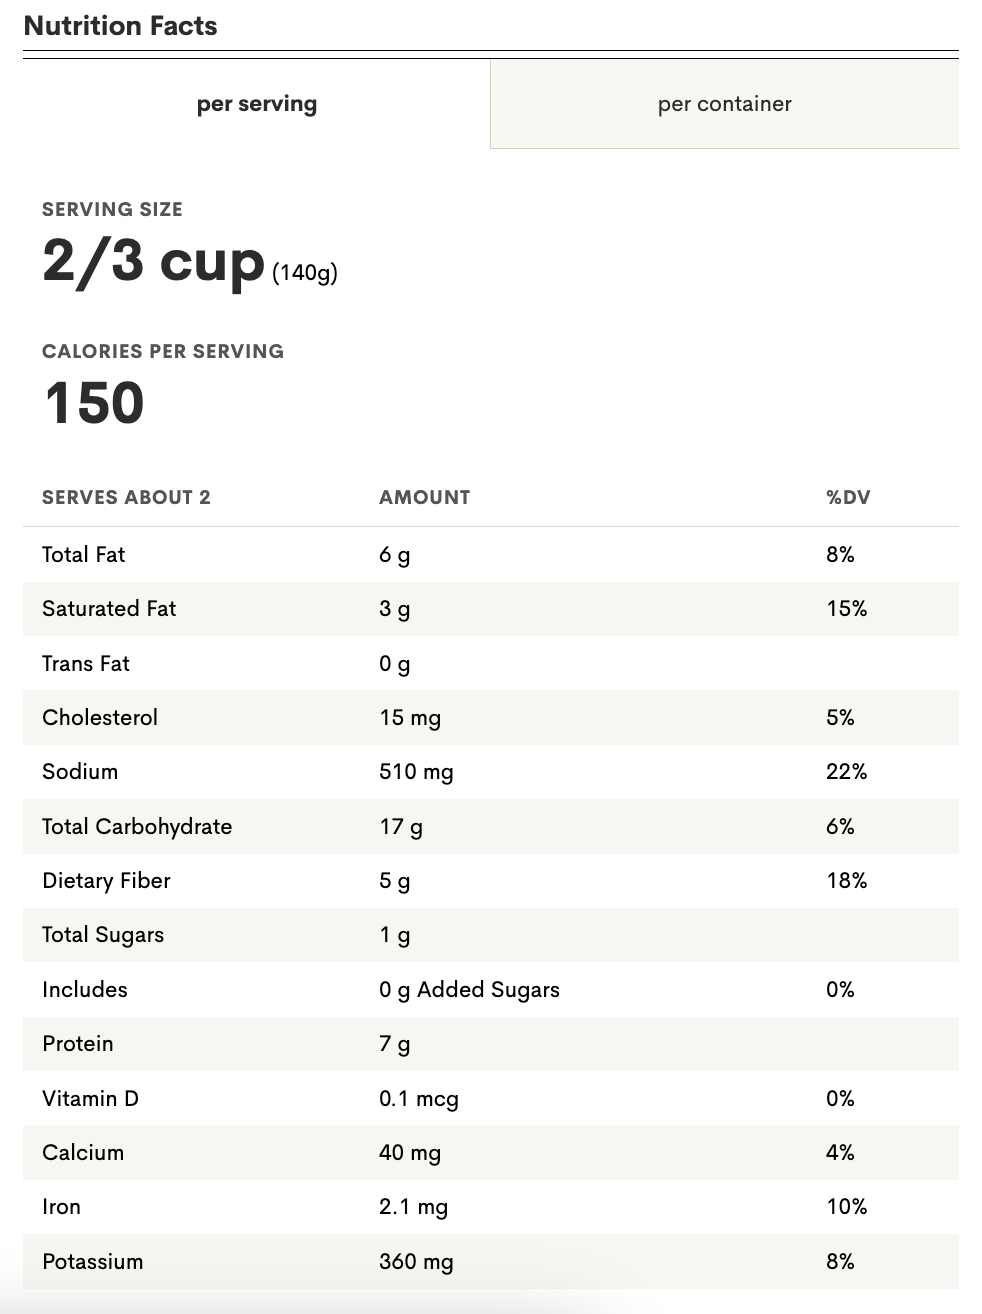 Nutrition Facts
per serving
per container
SERVING SIZE
2/3 cup (140g)
CALORIES PER SERVING
150
SERVES ABOUT 2 AMOUNT %DV
Total Fat 6 g 8%
Saturated Fat 3 g 15%
Trans Fat 0 g
Cholesterol 15 mg 5%
Sodium 510 mg 22%
Total Carbohydrate 17 g 6%
Dietary Fiber 5 g 18%
Total Sugars 1 g
Includes 0 g Added Sugars 0%
Protein 7 g
Vitamin D 0.1 mcg 0%
Calcium 40 mg 4%
Iron 2.1 mg 10%
Potassium 360 mg 8%